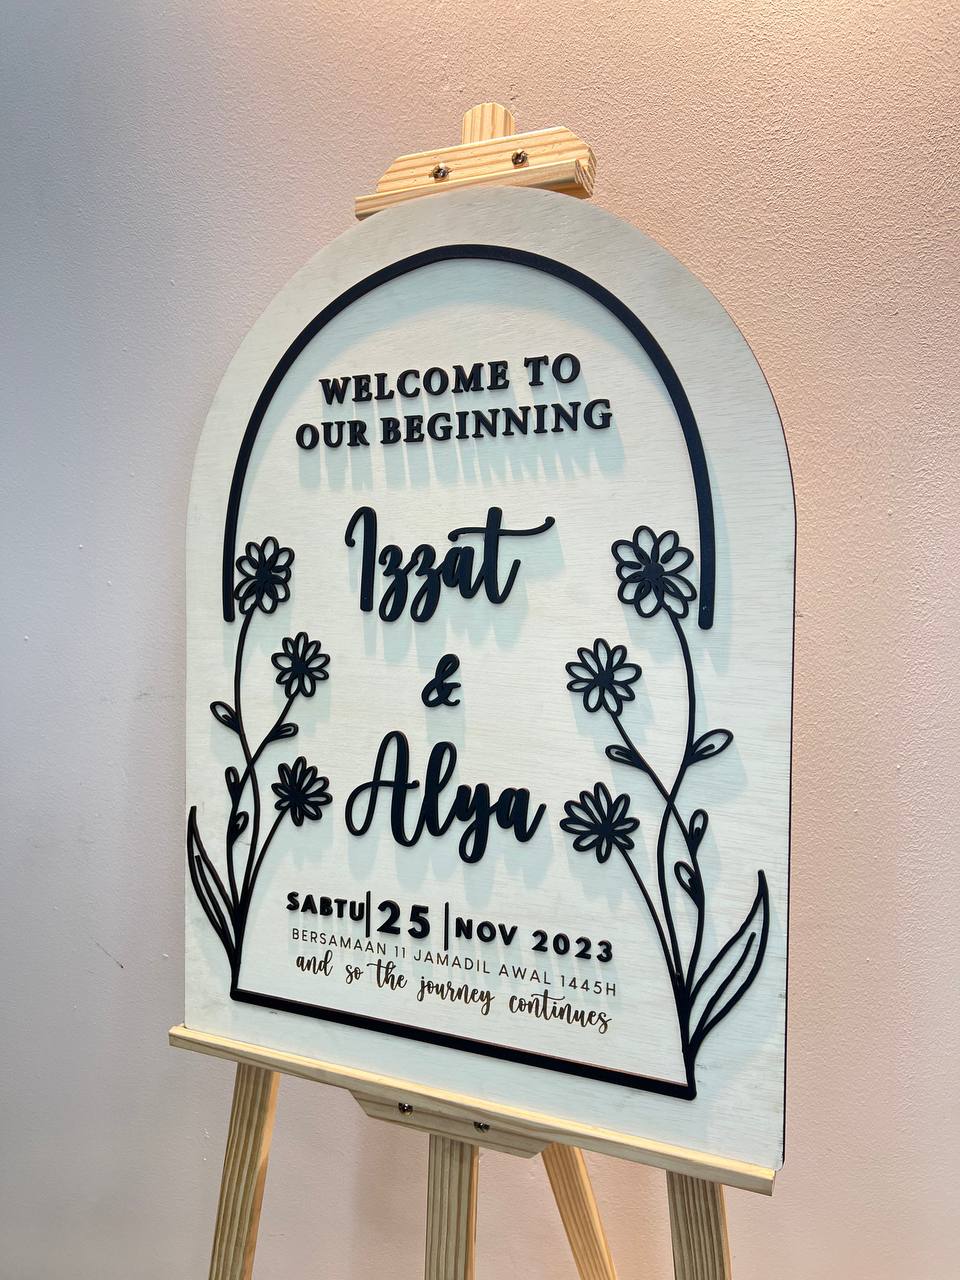 WELCOME TO
OUR BEGINNING
Izzat
&
Alya
SABTU|25|NOV 2023
BERSAMAAN 11 JAMADIL AWAL 1445H
and so the journey continues